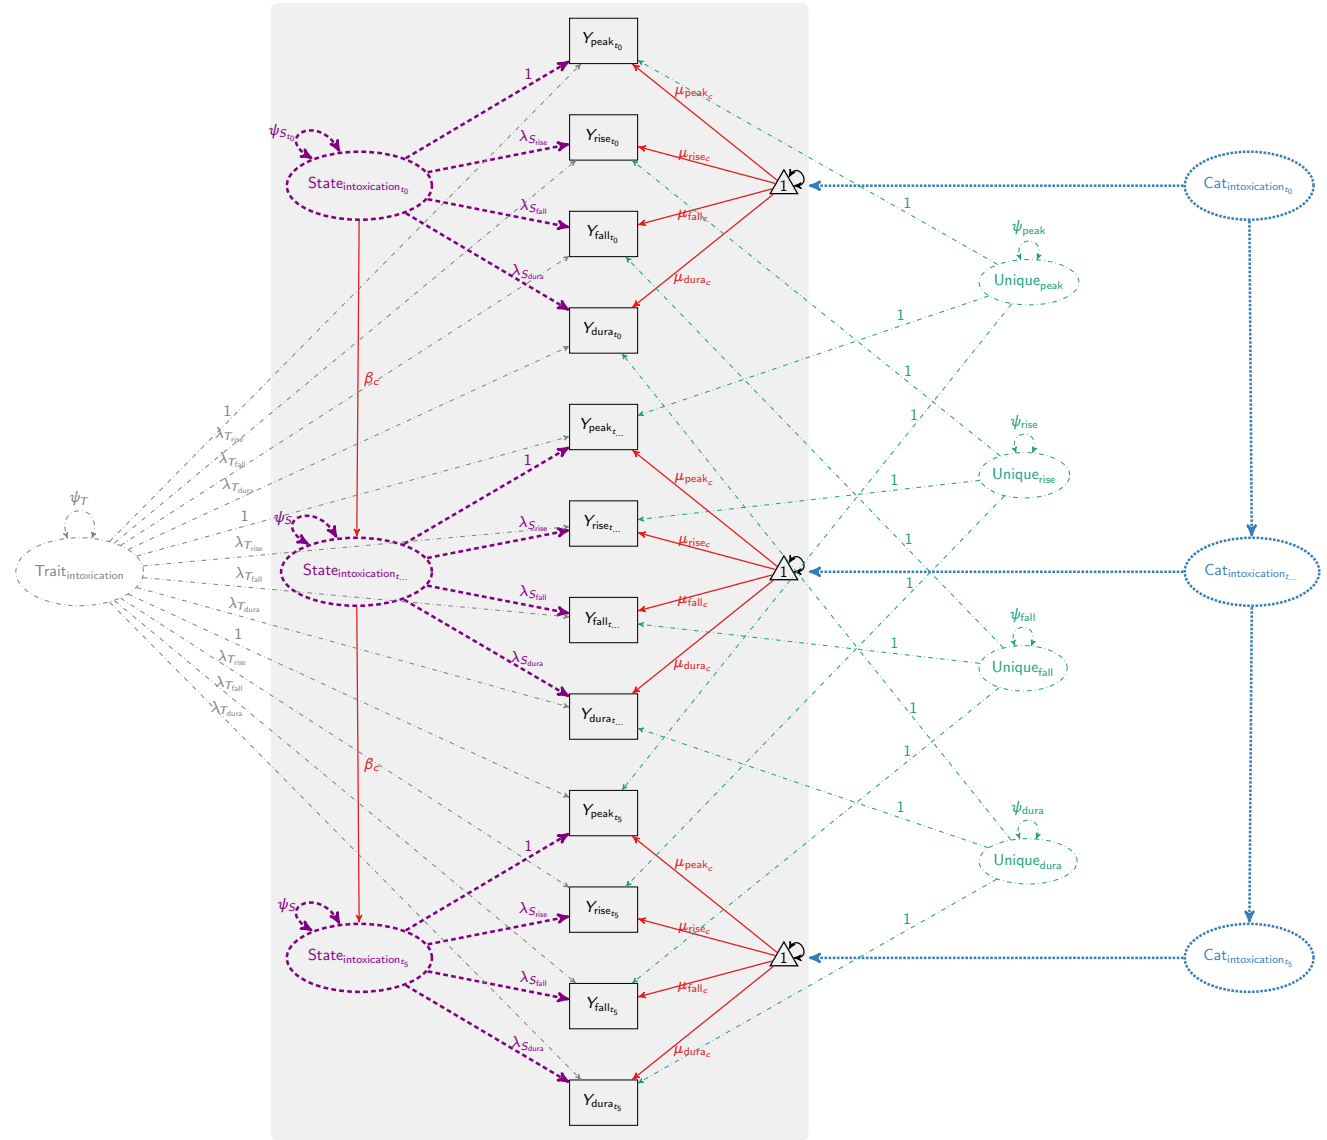 Y_peak_t0
1
μ_peak_c
ψ_S_t0
λ_S_rise
Y_rise_t0
μ_rise_c
State_intoxication_t0
1
Cat_intoxication_t0
λ_S_fall
μ_fall_c
1
Y_fall_t0
ψ_peak
λ_S_dura
μ_dura_c
Unique_peak
Y_dura_t0
1
β_c
1
1
1
λ_T_rise
Y_peak_t...
ψ_rise
λ_T_fall
1
μ_peak_c
Unique_rise
λ_T_dura
ψ_T
1
ψ_S
λ_S_rise
Y_rise_t...
λ_T_rise
μ_rise_c
1
Trait_intoxication
State_intoxication_t...
1
Cat_intoxication_t...
λ_T_fall
1
λ_S_fall
μ_fall_c
λ_T_dura
Y_fall_t...
ψ_fall
1
1
λ_T_rise
λ_S_dura
μ_dura_c
Unique_fall
λ_T_fall
λ_T_dura
Y_dura_t...
1
1
β_c
Y_peak_t5
1
ψ_dura
1
μ_peak_c
Unique_dura
ψ_S
λ_S_rise
Y_rise_t5
1
μ_rise_c
State_intoxication_t5
1
Cat_intoxication_t5
λ_S_fall
μ_fall_c
Y_fall_t5
λ_S_dura
μ_dura_c
Y_dura_t5